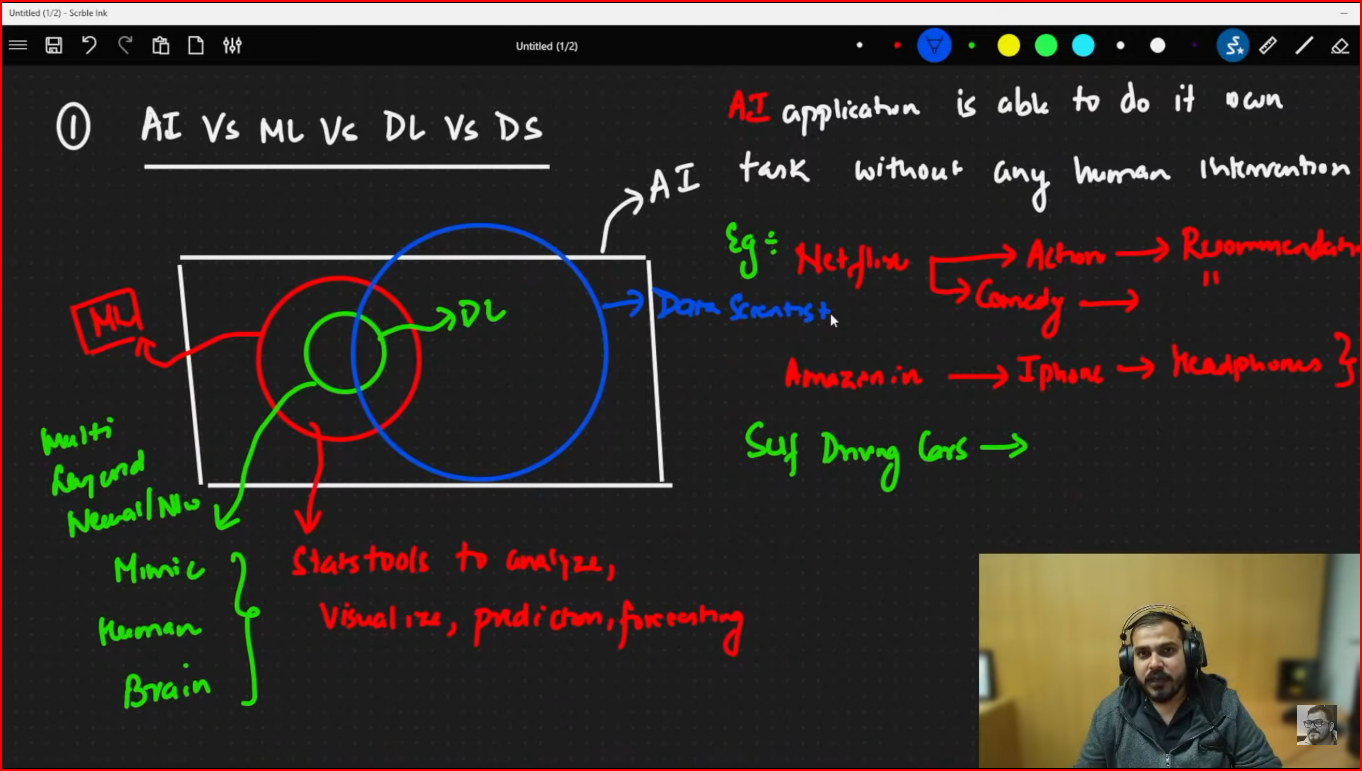 Untitled (1/2) - Scrble Ink
Untitled (1/2)
① AI Vs ML Vs DL Vs DS
AI application is able to do it own
task without any human Intervention
AI
Eg:
Netflix → Action → Recommendati
Comedy → "
ML
DL
Data Scientist
Amazon.in → Iphone → Headphones }
Self Driving Cars →
Multi
Layered
Neural/Nw
Mimic
Human
Brain
Stats tools to analyze,
Visualize, prediction, forecasting